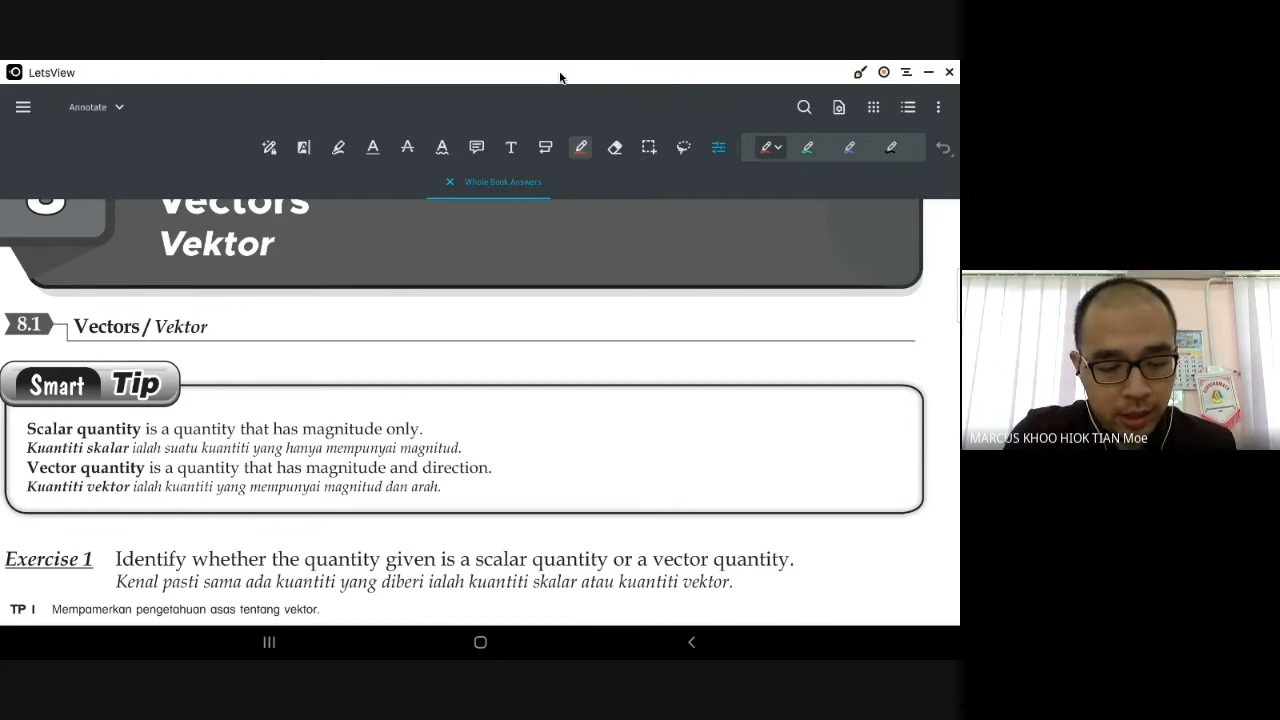 LetsView
Annotate
Whole Book Answers
Vectors
Vektor
8.1 Vectors / Vektor
Smart Tip
Scalar quantity is a quantity that has magnitude only.
Kuantiti skalar ialah suatu kuantiti yang hanya mempunyai magnitud.
Vector quantity is a quantity that has magnitude and direction.
Kuantiti vektor ialah kuantiti yang mempunyai magnitud dan arah.
Exercise 1 Identify whether the quantity given is a scalar quantity or a vector quantity.
Kenal pasti sama ada kuantiti yang diberi ialah kuantiti skalar atau kuantiti vektor.
TP 1 Mempamerkan pengetahuan asas tentang vektor.
MARCUS KHOO HIOK TIAN Moe